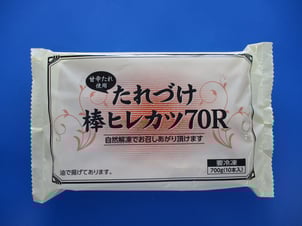 甘辛たれ
使用
たれづけ
棒ヒレカツ70R
自然解凍でお召しあがり頂けます
要冷凍
700g(10本入)
油で揚げてあります。